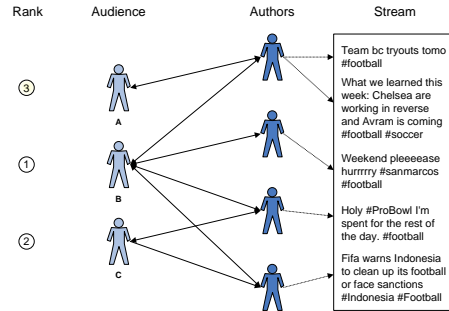 Rank Audience Authors Stream
Team bc tryouts tomo
#football
What we learned this
week: Chelsea are
working in reverse
and Avram is coming
#football #soccer
3
A
Weekend pleeeease
hurrrrry #sanmarcos
#football
1
B
Holy #ProBowl I'm
spent for the rest of
the day. #football
2
C
Fifa warns Indonesia
to clean up its football
or face sanctions
#Indonesia #Football